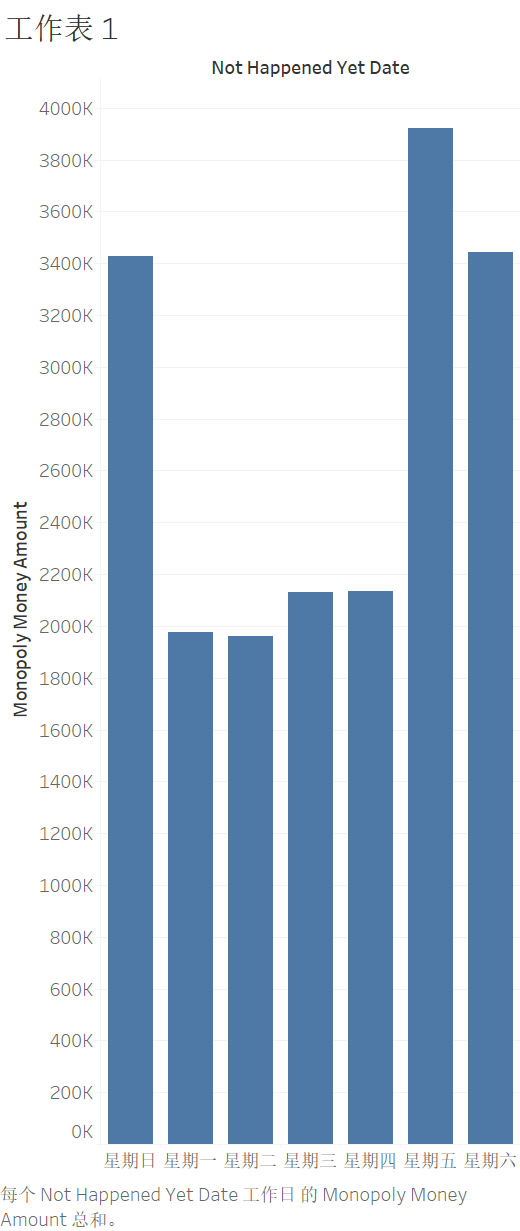 工作表 1
Not Happened Yet Date
Monopoly Money Amount
4000K
3800K
3600K
3400K
3200K
3000K
2800K
2600K
2400K
2200K
2000K
1800K
1600K
1400K
1200K
1000K
800K
600K
400K
200K
0K
星期日 星期一 星期二 星期三 星期四 星期五 星期六
每个 Not Happened Yet Date 工作日 的 Monopoly Money
Amount 总和。